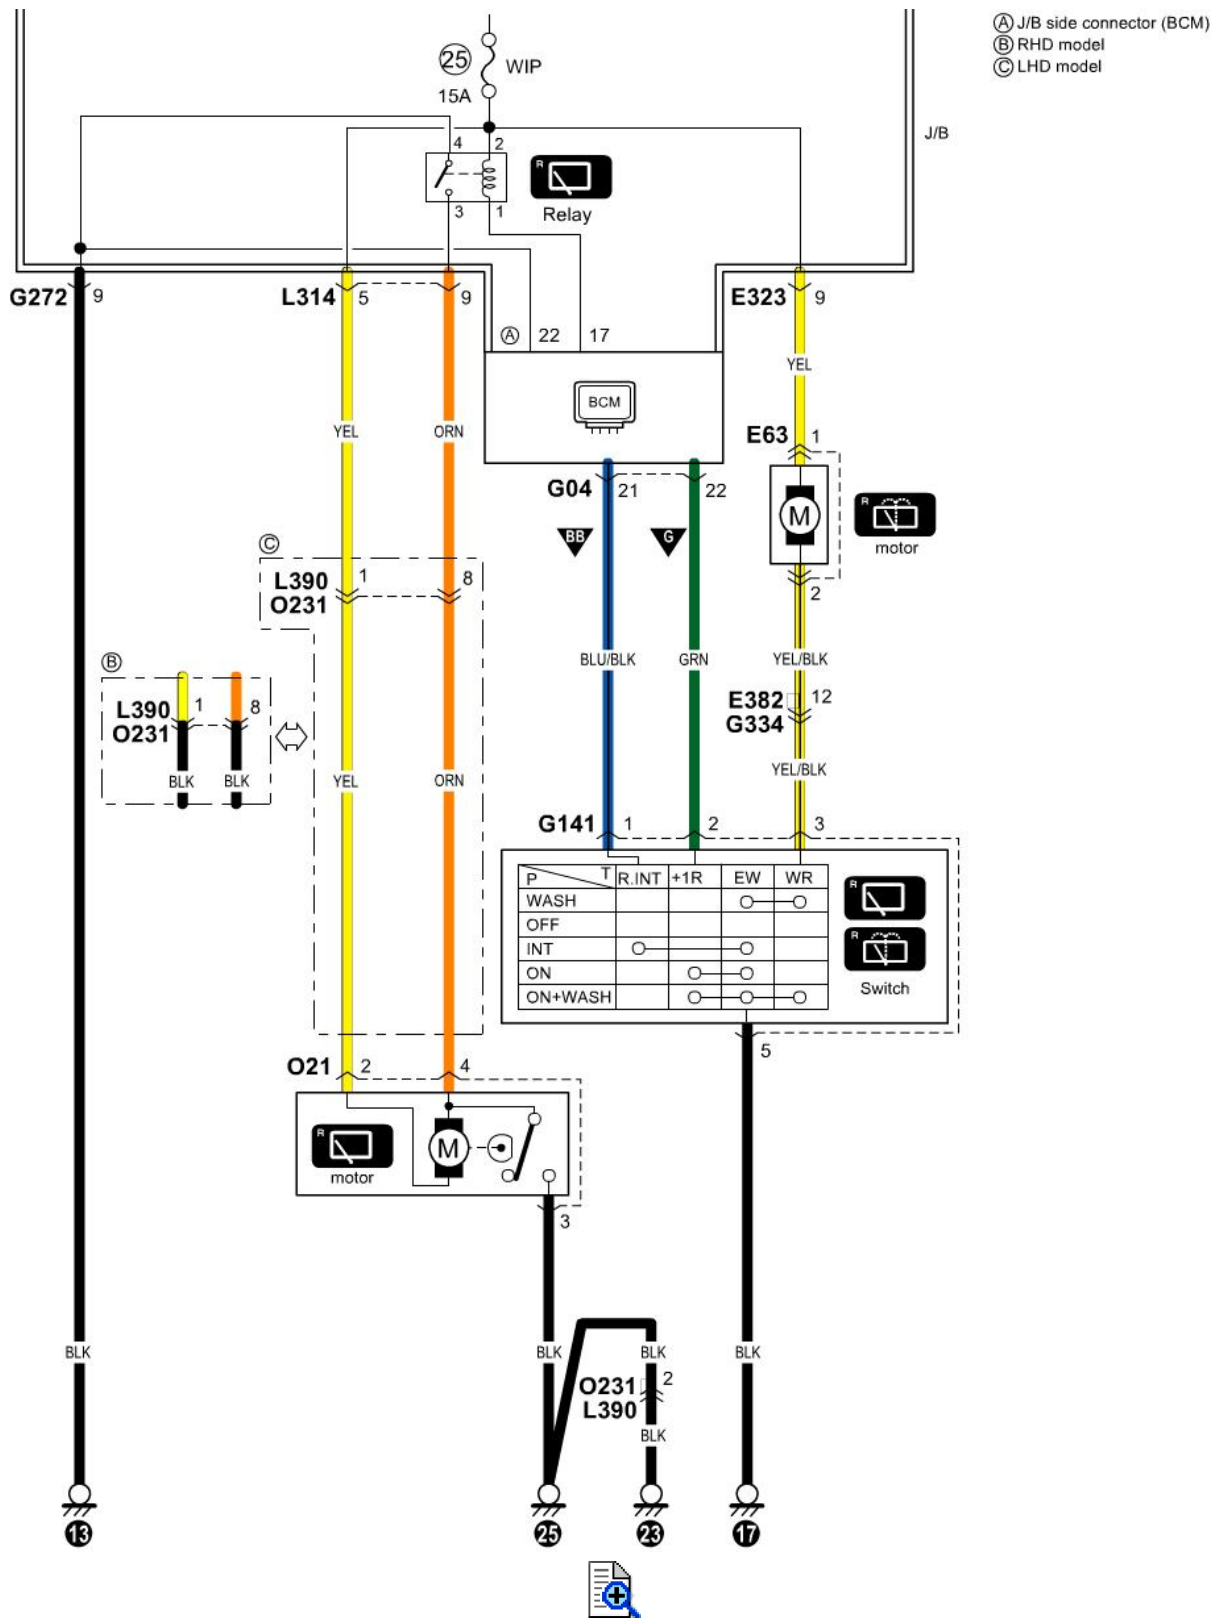 Ⓐ J/B side connector (BCM)
Ⓑ RHD model
Ⓒ LHD model
25
WIP
15A
J/B
4 2
R
3 1
Relay
G272 9
L314 5 9
E323 9
Ⓐ 22 17
BCM
YEL
YEL ORN
E63 1
G04 21 22
BB G
M
R
motor
2
Ⓒ
L390 1 8
O231
BLU/BLK GRN YEL/BLK
Ⓑ
L390 1 8
O231
E382 12
G334
BLK BLK
YEL ORN
YEL/BLK
G141 1 2 3
P T R.INT +1R EW WR
WASH
OFF
INT
ON
ON+WASH
R
R
Switch
5
O21 2 4
R
motor
M
3
BLK BLK BLK BLK
O231 2
L390
BLK
13 25 23 17